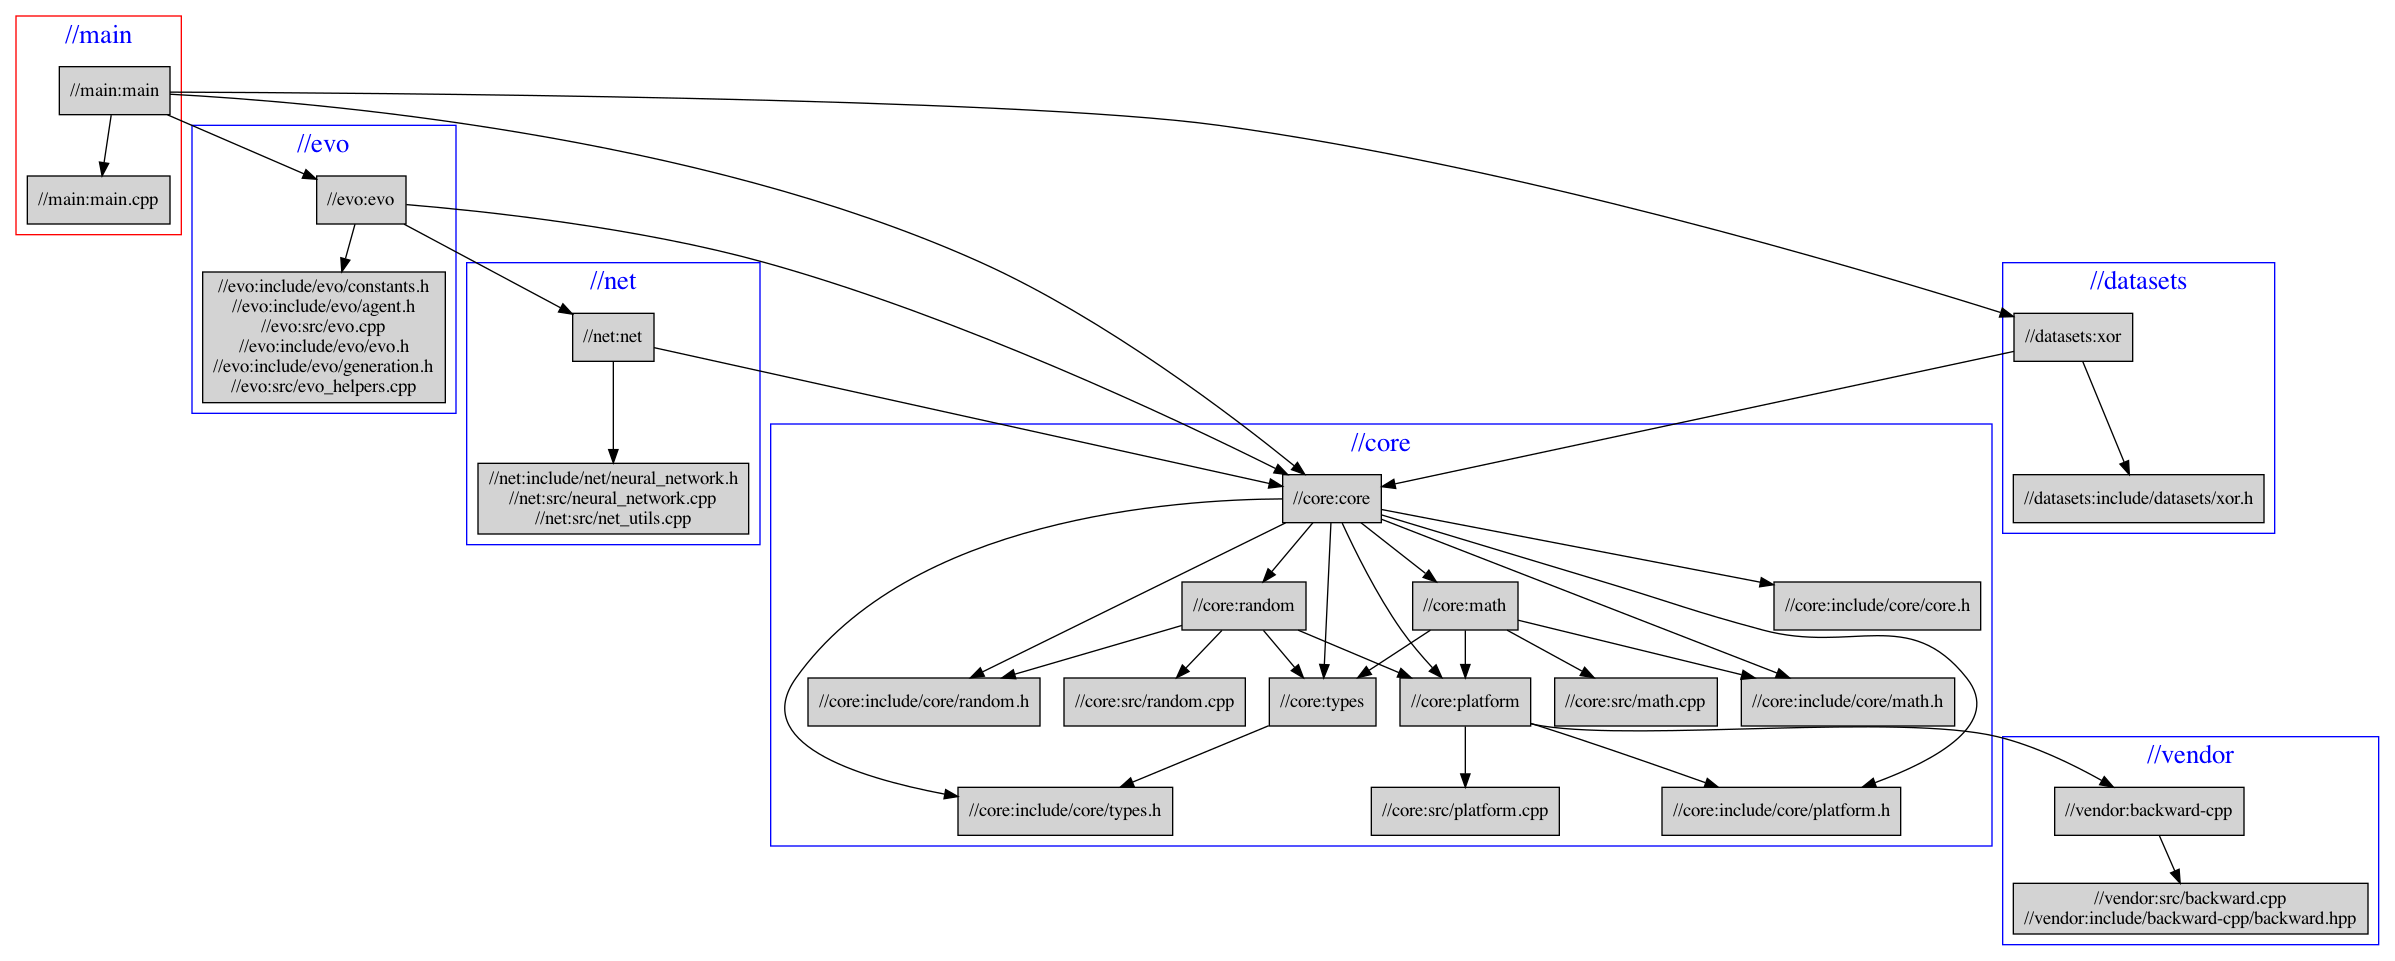 //main
//main:main
//main:main.cpp
//evo
//evo:evo
//evo:include/evo/constants.h
//evo:include/evo/agent.h
//evo:src/evo.cpp
//evo:include/evo/evo.h
//evo:include/evo/generation.h
//evo:src/evo_helpers.cpp
//net
//net:net
//net:include/net/neural_network.h
//net:src/neural_network.cpp
//net:src/net_utils.cpp
//datasets
//datasets:xor
//datasets:include/datasets/xor.h
//core
//core:core
//core:random
//core:math
//core:include/core/core.h
//core:include/core/random.h
//core:src/random.cpp
//core:types
//core:platform
//core:src/math.cpp
//core:include/core/math.h
//core:include/core/types.h
//core:src/platform.cpp
//core:include/core/platform.h
//vendor
//vendor:backward-cpp
//vendor:src/backward.cpp
//vendor:include/backward-cpp/backward.hpp